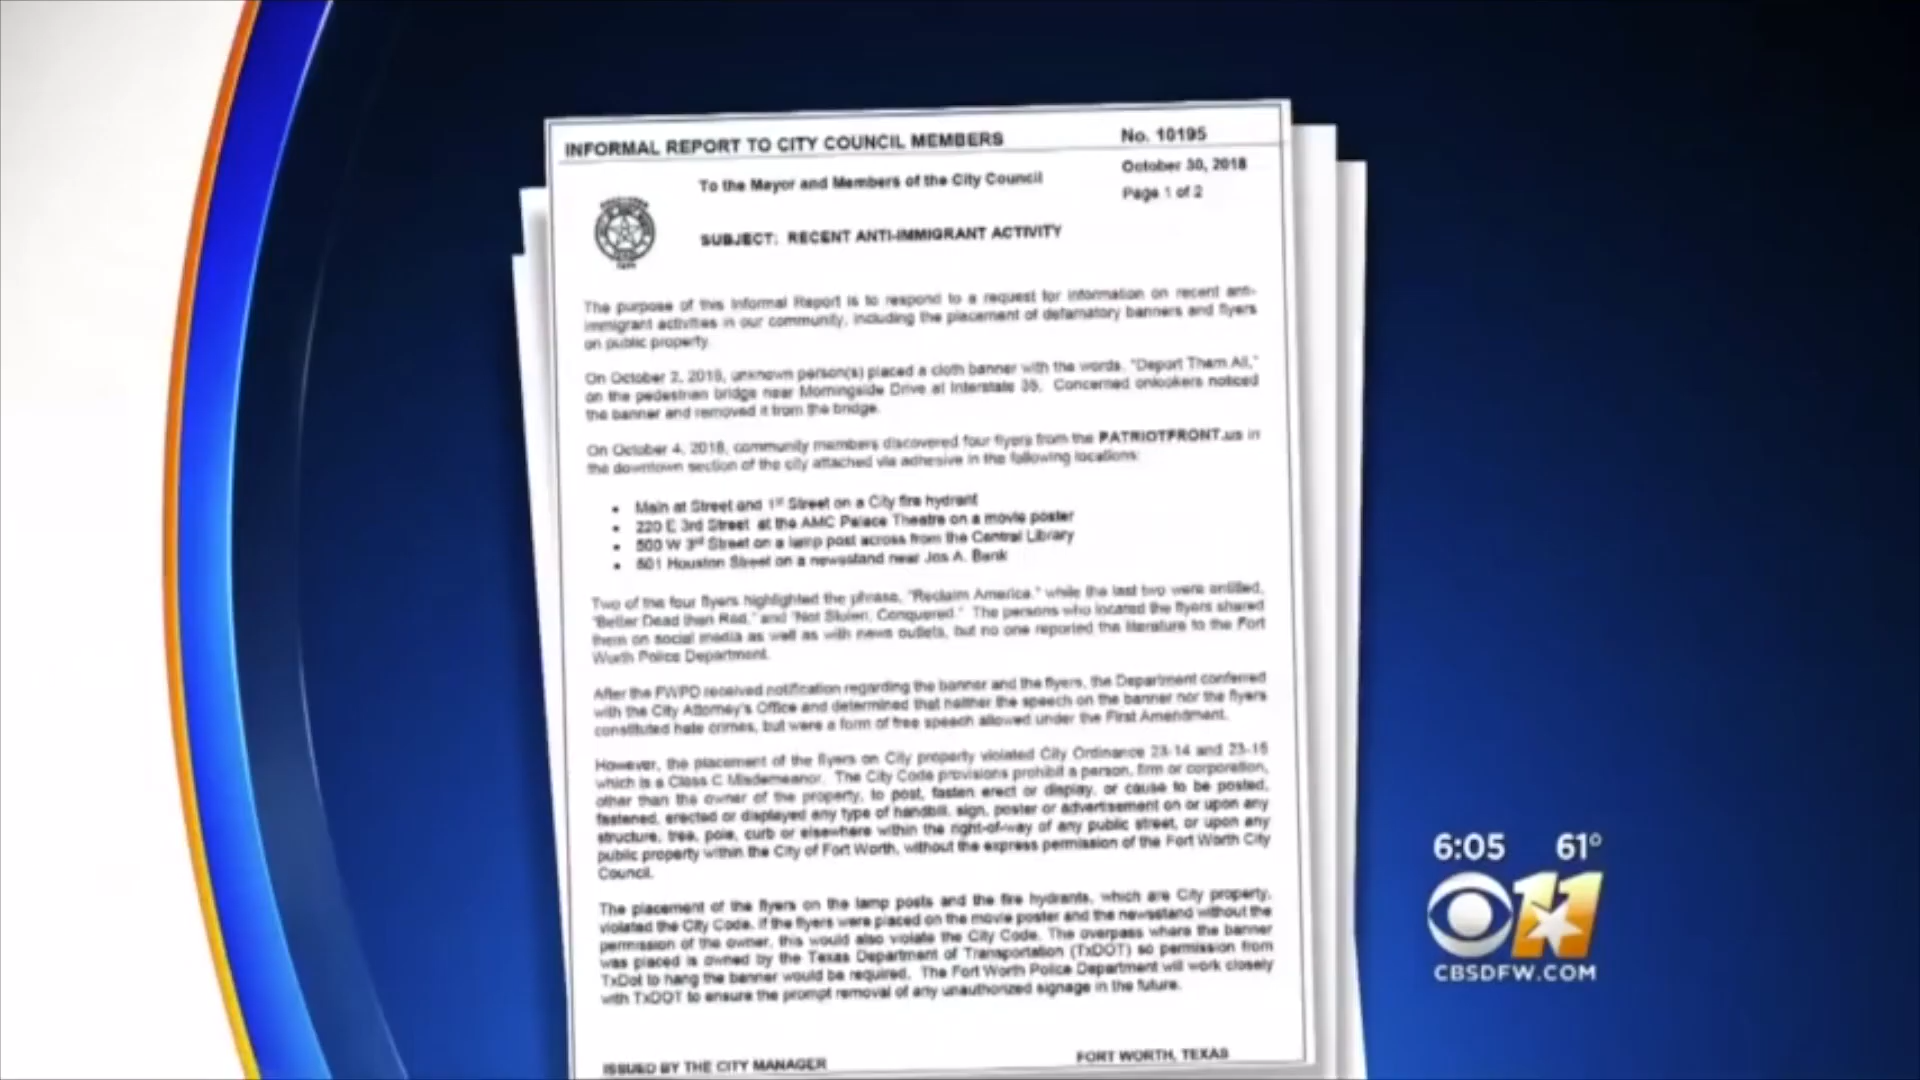 INFORMAL REPORT TO CITY COUNCIL MEMBERS No. 10195
To the Mayor and Members of the City Council
October 30, 2018
Page 1 of 2
SUBJECT: RECENT ANTI-IMMIGRANT ACTIVITY
The purpose of this Informal Report is to respond to a request for information on recent anti-
immigrant activities in our community, including the placement of defamatory banners and flyers
on public property.
On October 2, 2018, unknown person(s) placed a cloth banner with the words, "Deport Them All,"
on the pedestrian bridge near Morningside Drive at Interstate 35. Concerned onlookers noticed
the banner and removed it from the bridge.
On October 4, 2018, community members discovered four flyers from the PATRIOTFRONT.us in
the downtown section of the city attached via adhesive in the following locations:
• Main at Street and 1st Street on a City fire hydrant
• 220 E 3rd Street at the AMC Palace Theatre on a movie poster
• 500 W 3rd Street on a lamp post across from the Central Library
• 501 Houston Street on a newsstand near Jos A. Bank
Two of the four flyers highlighted the phrase, "Reclaim America," while the last two were entitled,
"Better Dead than Red," and "Not Stolen, Conquered." The persons who located the flyers shared
them on social media as well as with news outlets, but no one reported the literature to the Fort
Worth Police Department.
After the FWPD received notification regarding the banner and the flyers, the Department conferred
with the City Attorney's Office and determined that neither the speech on the banner nor the flyers
constituted hate crimes, but were a form of free speech allowed under the First Amendment.
However, the placement of the flyers on City property violated City Ordinance 23-14 and 23-15
which is a Class C Misdemeanor. The City Code provisions prohibit a person, firm or corporation,
other than the owner of the property, to post, fasten erect or display, or cause to be posted,
fastened, erected or displayed any type of handbill, sign, poster or advertisement on or upon any
structure, tree, pole, curb or elsewhere within the right-of-way of any public street, or upon any
public property within the City of Fort Worth, without the express permission of the Fort Worth City
Council.
The placement of the flyers on the lamp posts and the fire hydrants, which are City property,
violated the City Code. If the flyers were placed on the movie poster and the newsstand without the
permission of the owner, this would also violate the City Code. The overpass where the banner
was placed is owned by the Texas Department of Transportation (TxDOT) so permission from
TxDot to hang the banner would be required. The Fort Worth Police Department will work closely
with TxDOT to ensure the prompt removal of any unauthorized signage in the future.
ISSUED BY THE CITY MANAGER FORT WORTH, TEXAS
6:05 61°
11
CBSDFW.COM